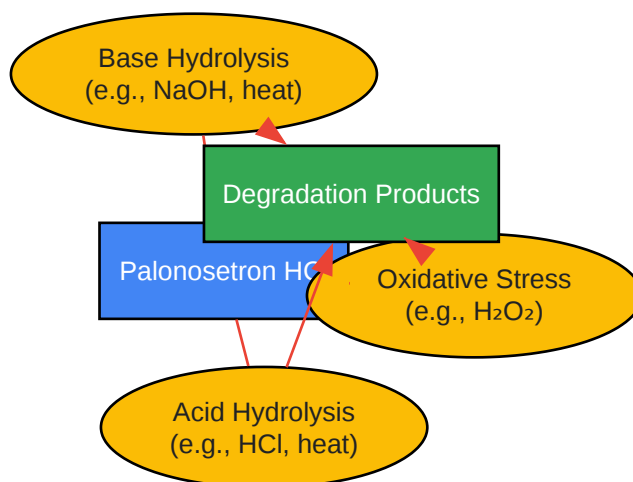 Base Hydrolysis
(e.g., NaOH, heat)
Degradation Products
Palonosetron HC
Oxidative Stress
(e.g., H₂O₂)
Acid Hydrolysis
(e.g., HCl, heat)